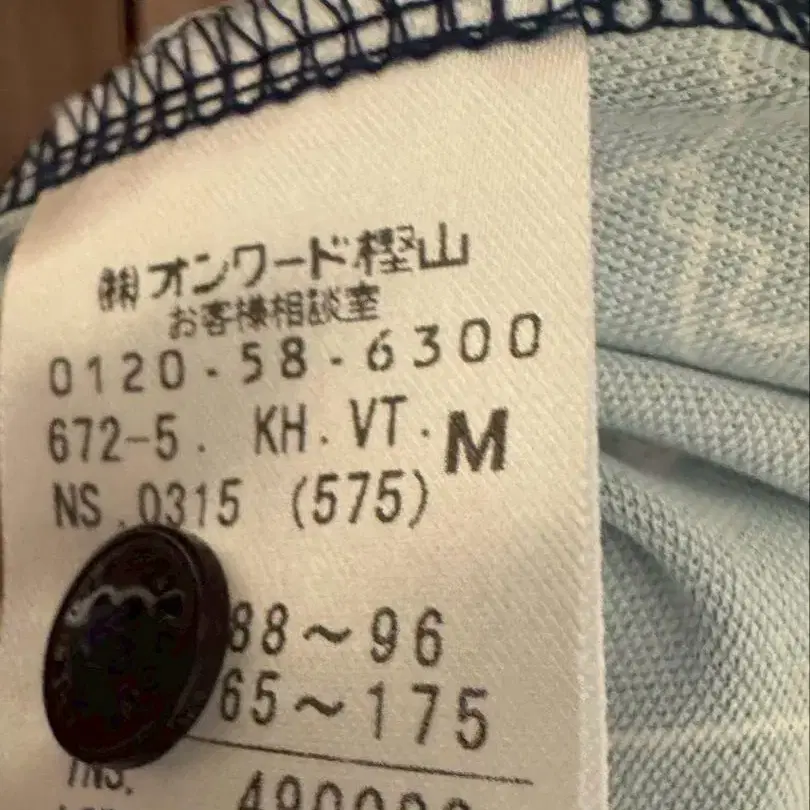 ㈱オンワード樫山
お客様相談室
0120-58-6300
672-5. KH.VT.M
NS.0315 (575)
88~96
65~175
INS.